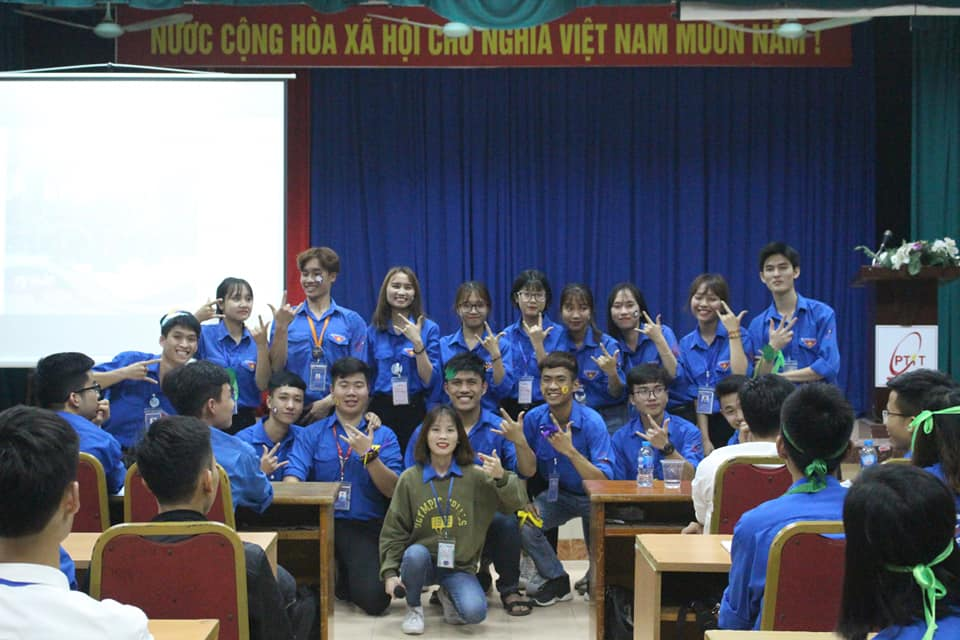 NƯỚC CỘNG HÒA XÃ HỘI CHỦ NGHĨA VIỆT NAM MUÔN NĂM !
PTIT